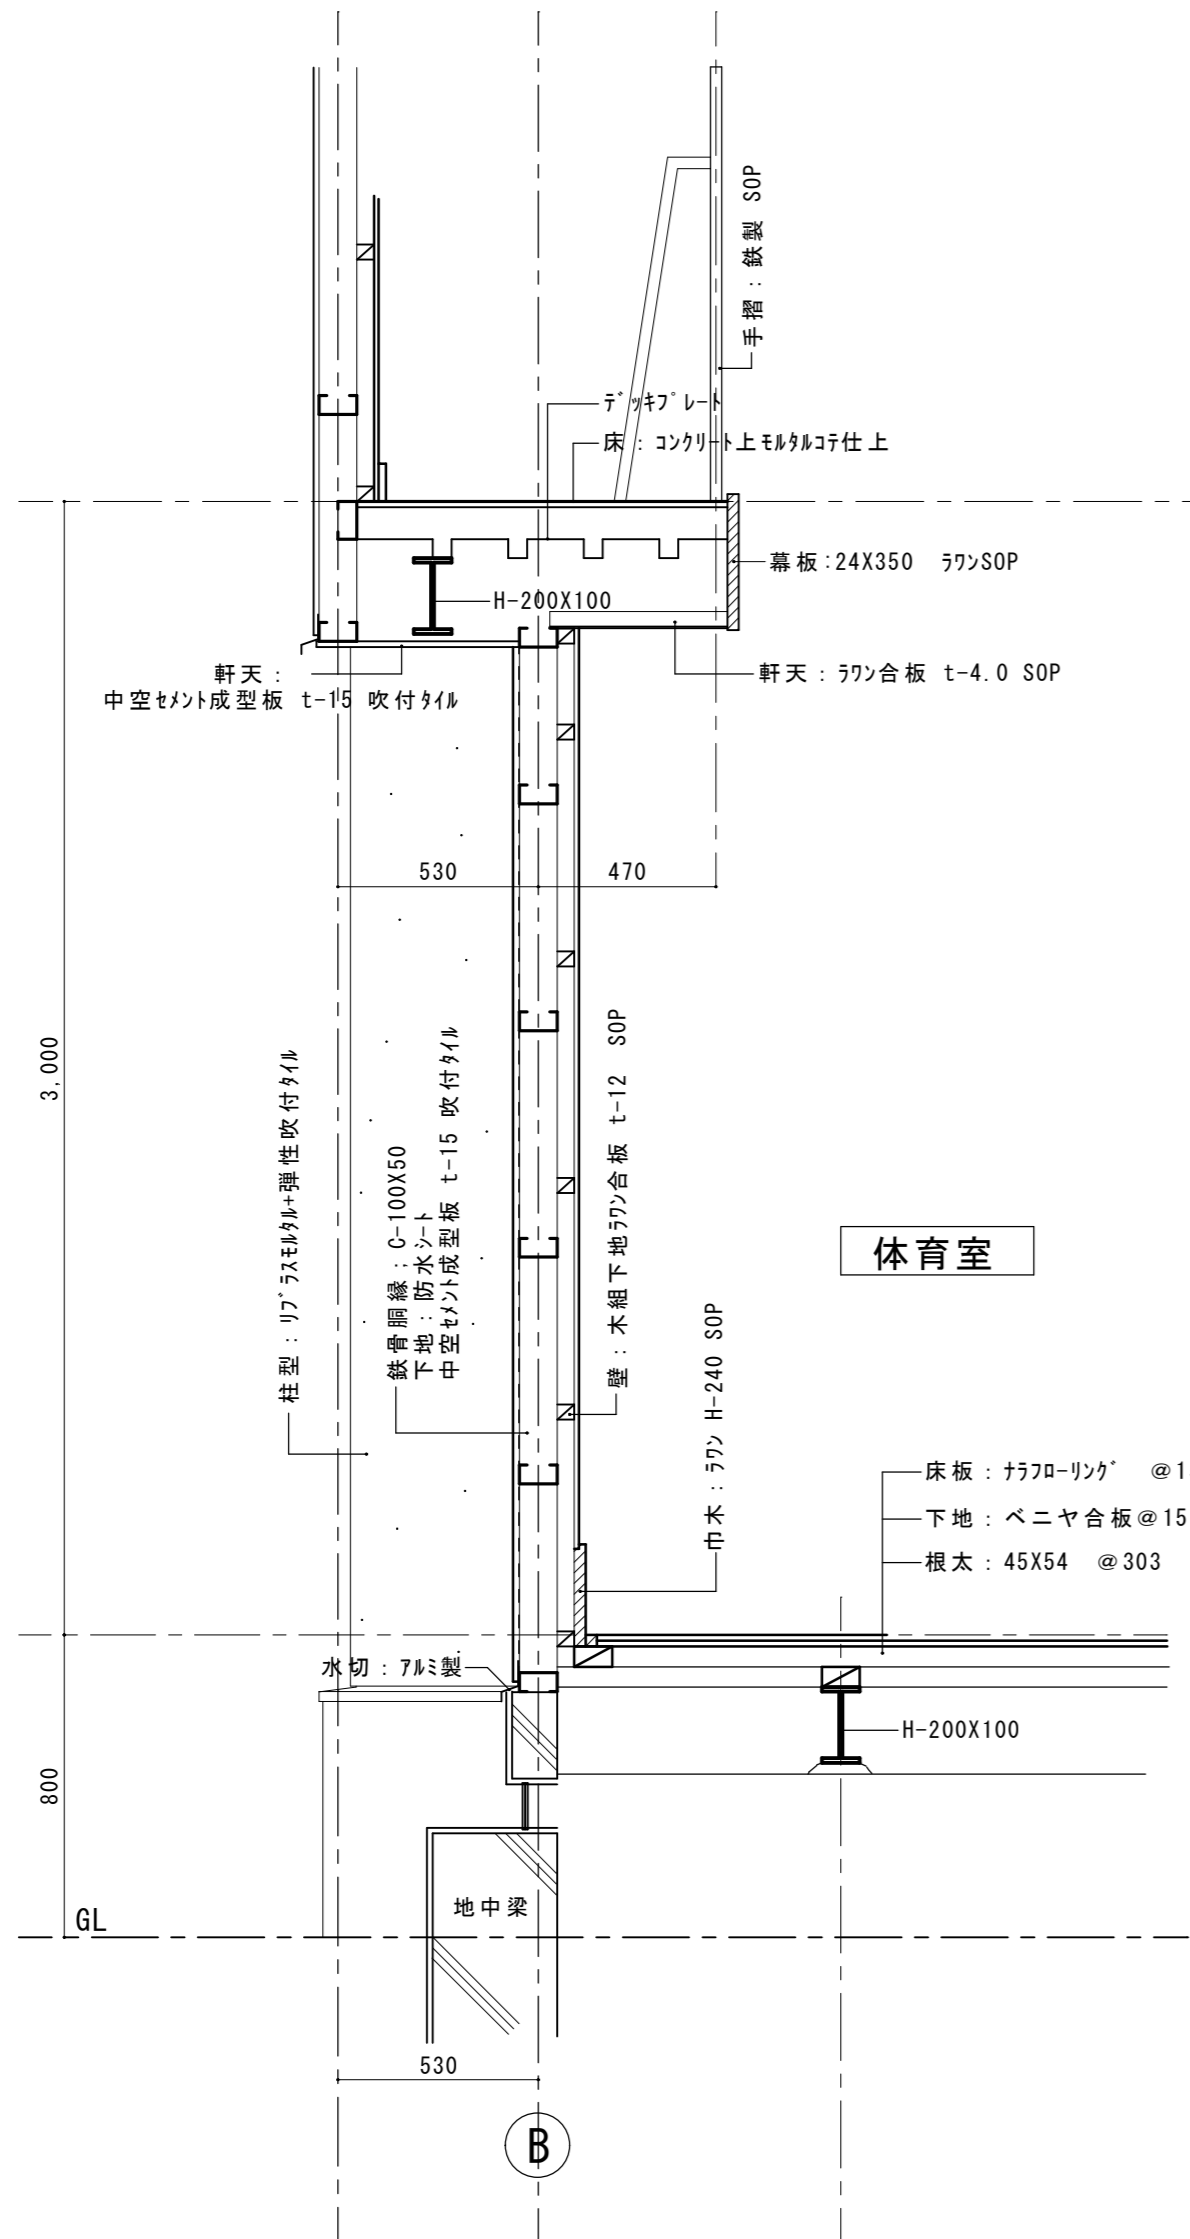 手摺：鉄製 SOP
デッキプレート
床：コンクリート上モルタルコテ仕上
幕板：24X350 ラワンSOP
H-200X100
軒天：
中空セメント成型板 t-15 吹付タイル
軒天：ラワン合板 t-4.0 SOP
530
470
3,000
柱型：リブラスモルタル+弾性吹付タイル
鉄骨胴縁：C-100X50
下地：防水シート
中空セメント成型板 t-15 吹付タイル
壁：木組下地ラワン合板 t-12 SOP
体育室
巾木：ラワン H-240 SOP
床板：ナラフローリング @1
下地：ベニヤ合板@15
根太：45X54 @303
水切：アルミ製
H-200X100
800
地中梁
GL
530
B